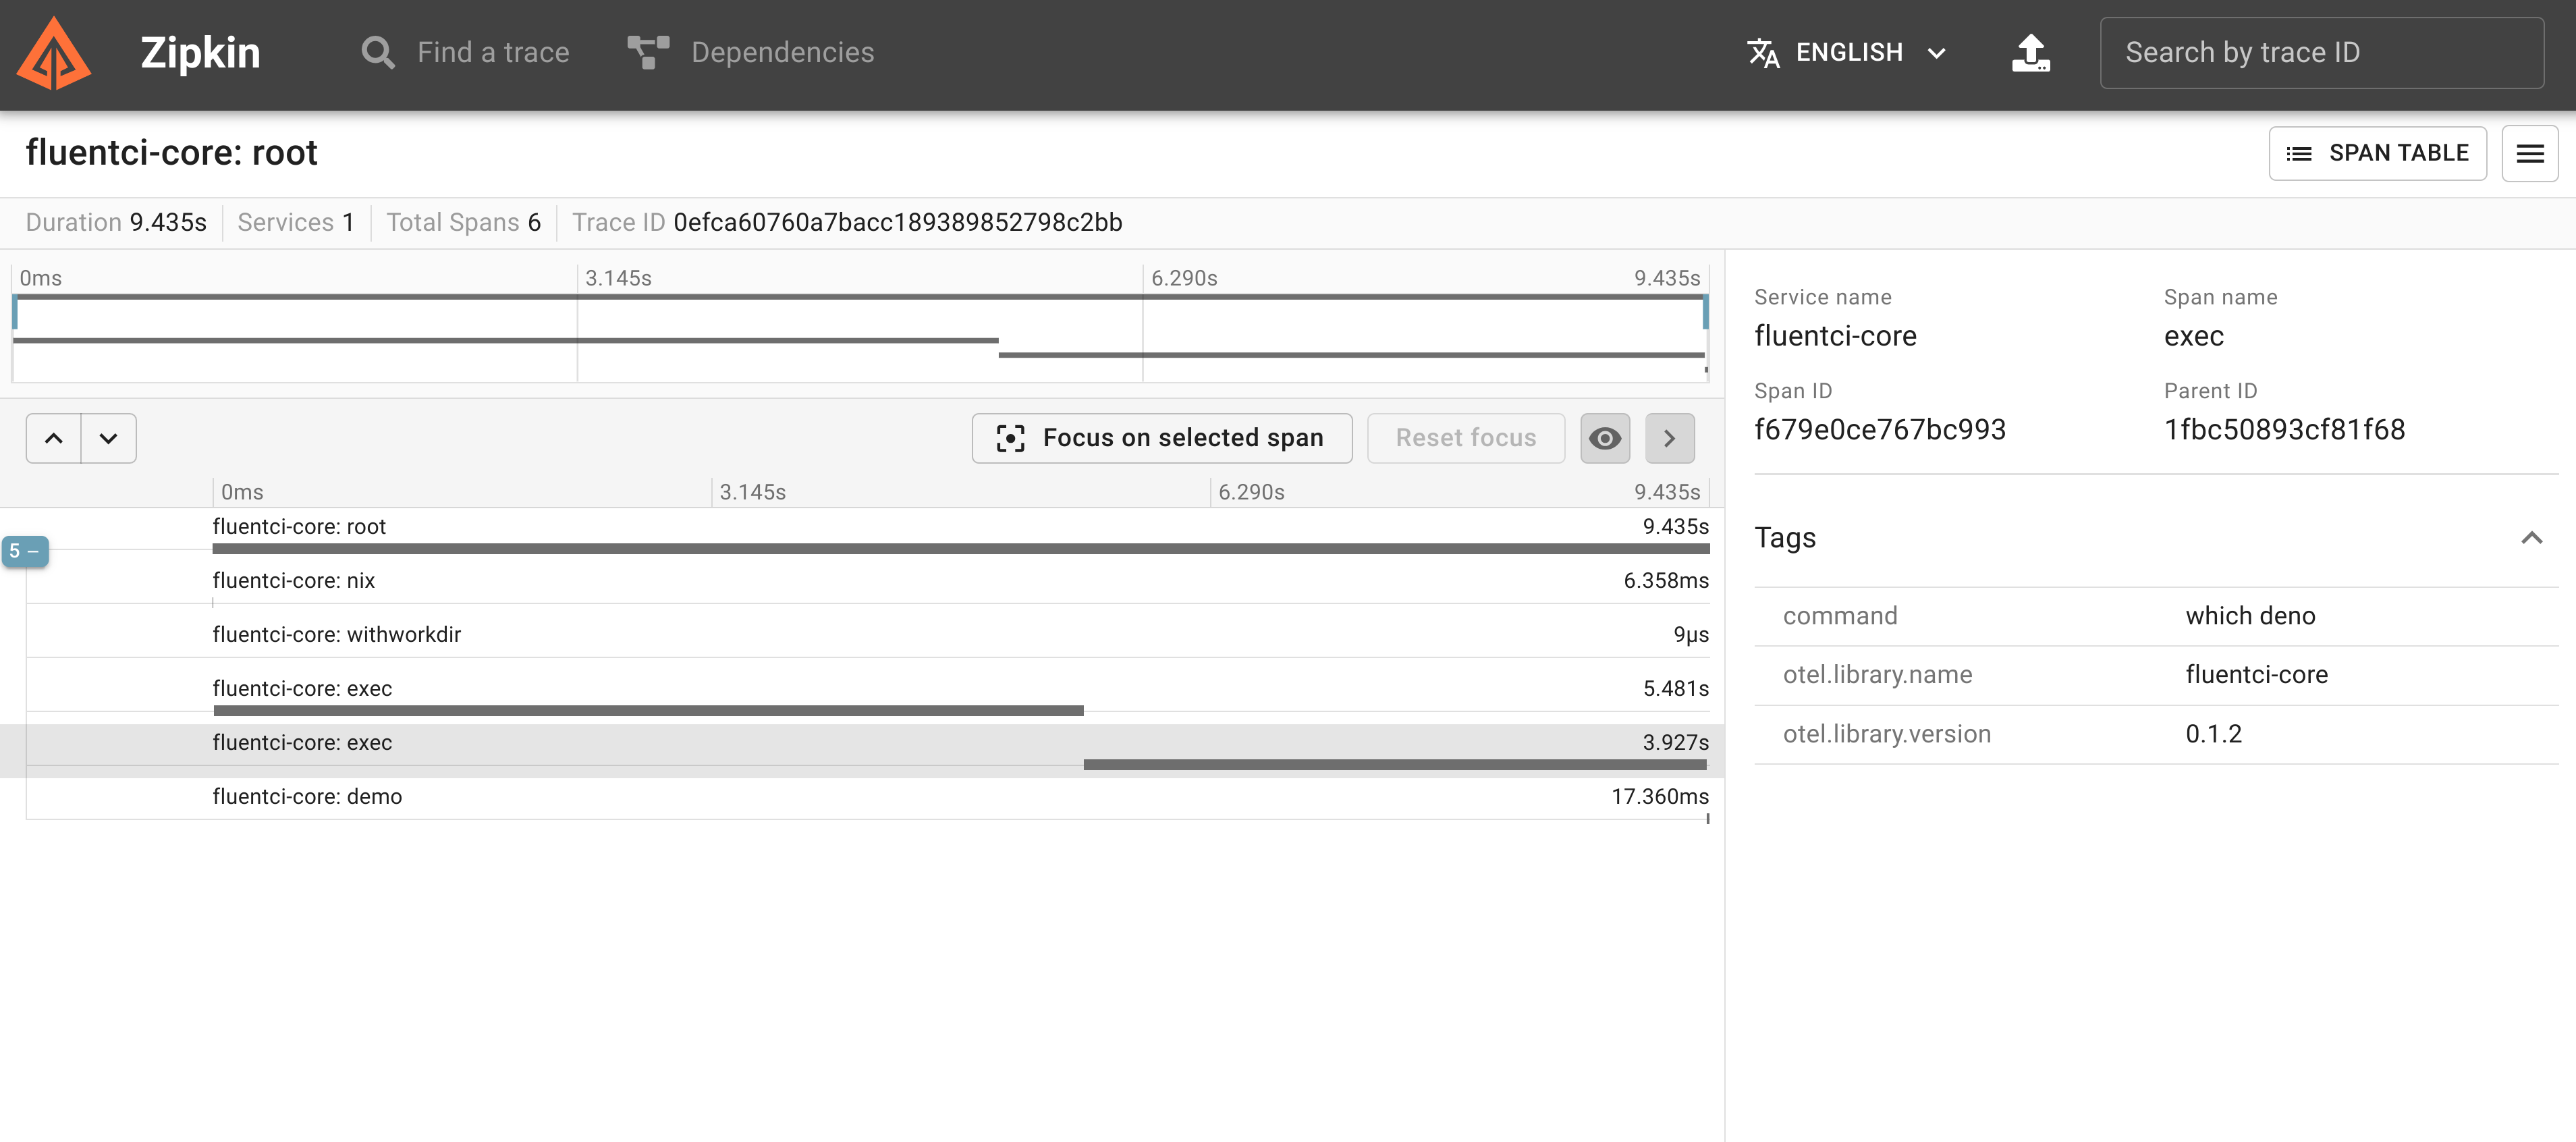 Zipkin
Find a trace
Dependencies
ENGLISH
Search by trace ID
fluentci-core: root
SPAN TABLE
Duration 9.435s Services 1 Total Spans 6 Trace ID 0efca60760a7bacc189389852798c2bb
0ms 3.145s 6.290s 9.435s
Focus on selected span
Reset focus
0ms 3.145s 6.290s 9.435s
fluentci-core: root 9.435s
5 –
fluentci-core: nix 6.358ms
fluentci-core: withworkdir 9μs
fluentci-core: exec 5.481s
fluentci-core: exec 3.927s
fluentci-core: demo 17.360ms
Service name Span name
fluentci-core exec
Span ID Parent ID
f679e0ce767bc993 1fbc50893cf81f68
Tags
command which deno
otel.library.name fluentci-core
otel.library.version 0.1.2